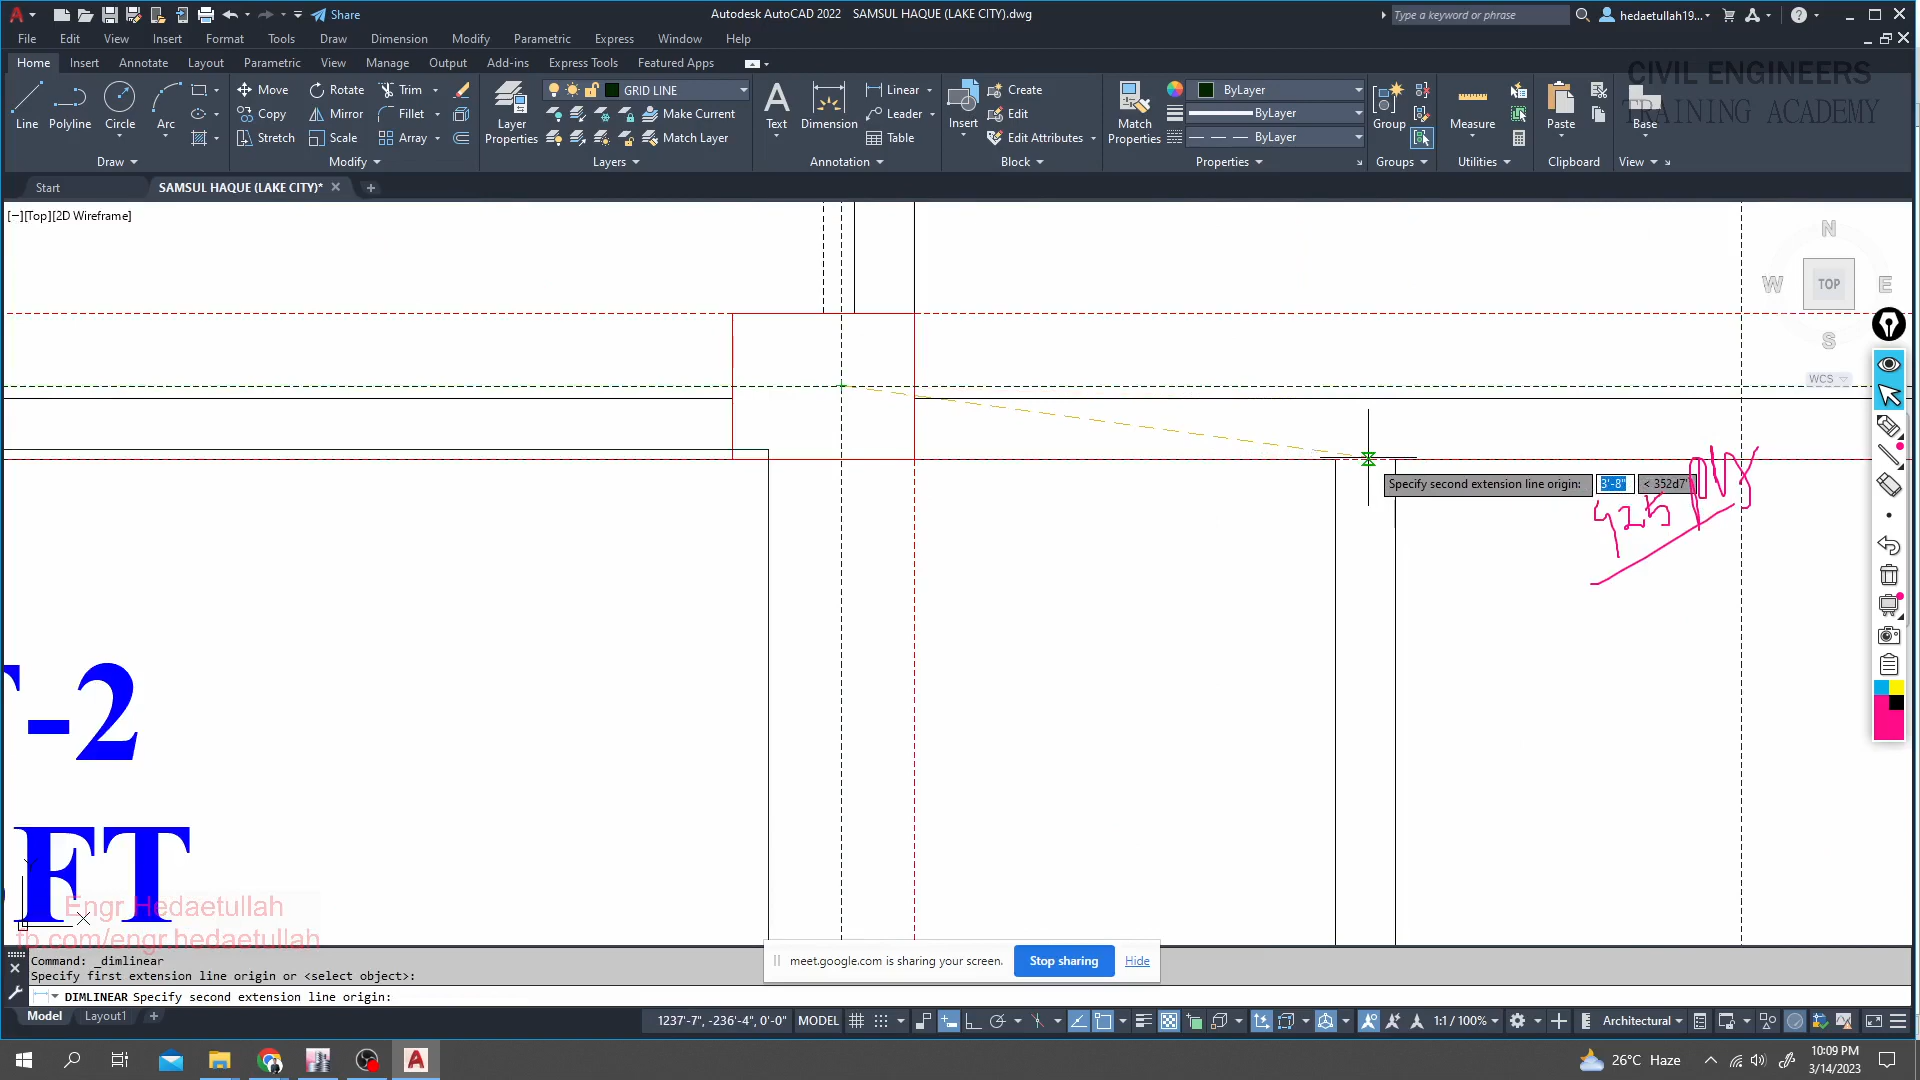 Share
Autodesk AutoCAD 2022 SAMSUL HAQUE (LAKE CITY).dwg
Type a keyword or phrase
hedaetullah19...
File Edit View Insert Format Tools Draw Dimension Modify Parametric Express Window Help
Home Insert Annotate Layout Parametric View Manage Output Add-ins Express Tools Featured Apps
CIVIL ENGINEERS
TRAINING ACADEMY
Line Polyline Circle Arc
Move Rotate Trim
Copy Mirror Fillet
Stretch Scale Array
Layer Properties
GRID LINE
Make Current
Match Layer
Text Dimension
Linear
Leader
Table
Insert
Create
Edit
Edit Attributes
Match Properties
ByLayer
ByLayer
ByLayer
Group Measure Paste Base
Draw Modify Layers Annotation Block Properties Groups Utilities Clipboard View
Start SAMSUL HAQUE (LAKE CITY)*
[−][Top][2D Wireframe]
N
W TOP E
S
WCS
Specify second extension line origin: 3'-8" < 352d7'
425
-2
FT
Y
X
Engr Hedaetullah
fb.com/engr.hedaetullah
Command: _dimlinear
Specify first extension line origin or <select object>:
DIMLINEAR Specify second extension line origin:
meet.google.com is sharing your screen. Stop sharing Hide
Model Layout1
1237'-7", -236'-4", 0'-0" MODEL 1:1 / 100% Architectural
26°C Haze
10:09 PM
3/14/2023